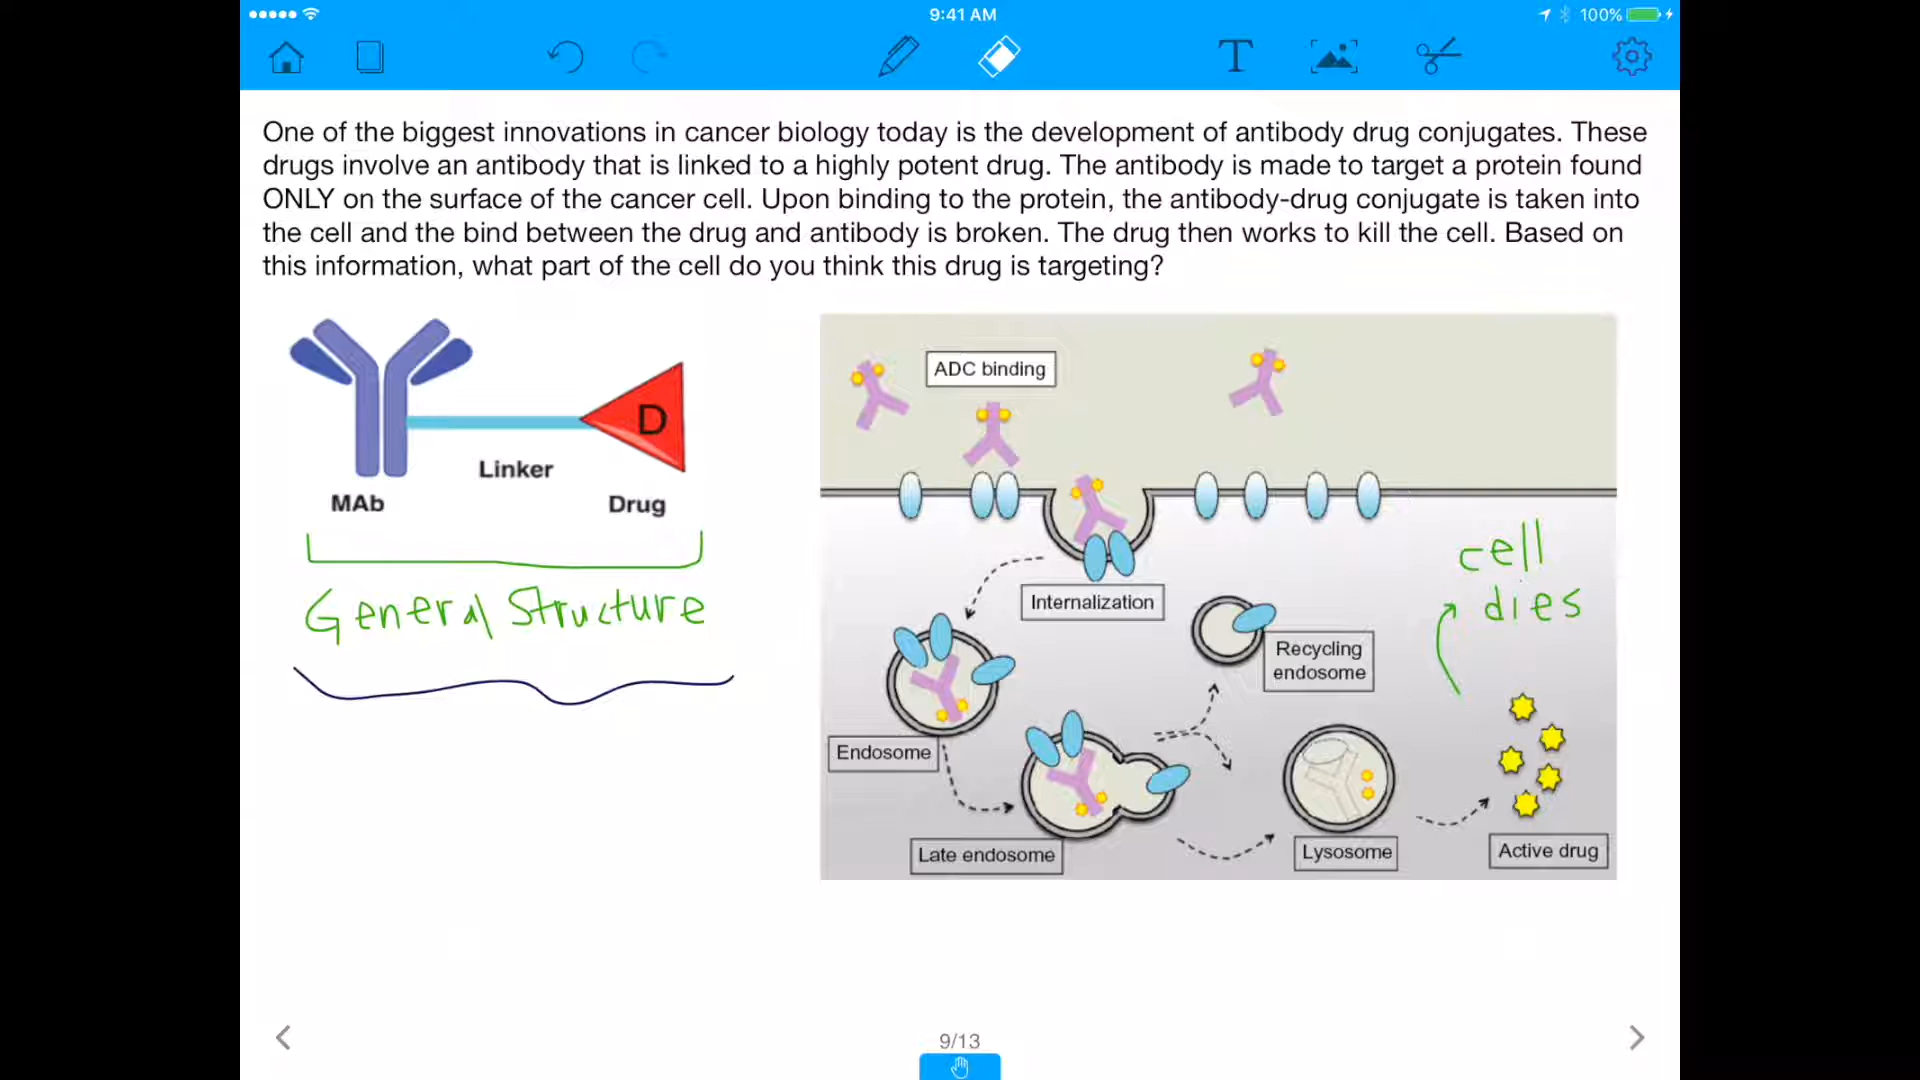 9:41 AM
100%
T
One of the biggest innovations in cancer biology today is the development of antibody drug conjugates. These
drugs involve an antibody that is linked to a highly potent drug. The antibody is made to target a protein found
ONLY on the surface of the cancer cell. Upon binding to the protein, the antibody-drug conjugate is taken into
the cell and the bind between the drug and antibody is broken. The drug then works to kill the cell. Based on
this information, what part of the cell do you think this drug is targeting?
D
Linker
MAb
Drug
General Structure
ADC binding
Internalization
cell
dies
Recycling
endosome
Endosome
Late endosome
Lysosome
Active drug
9/13